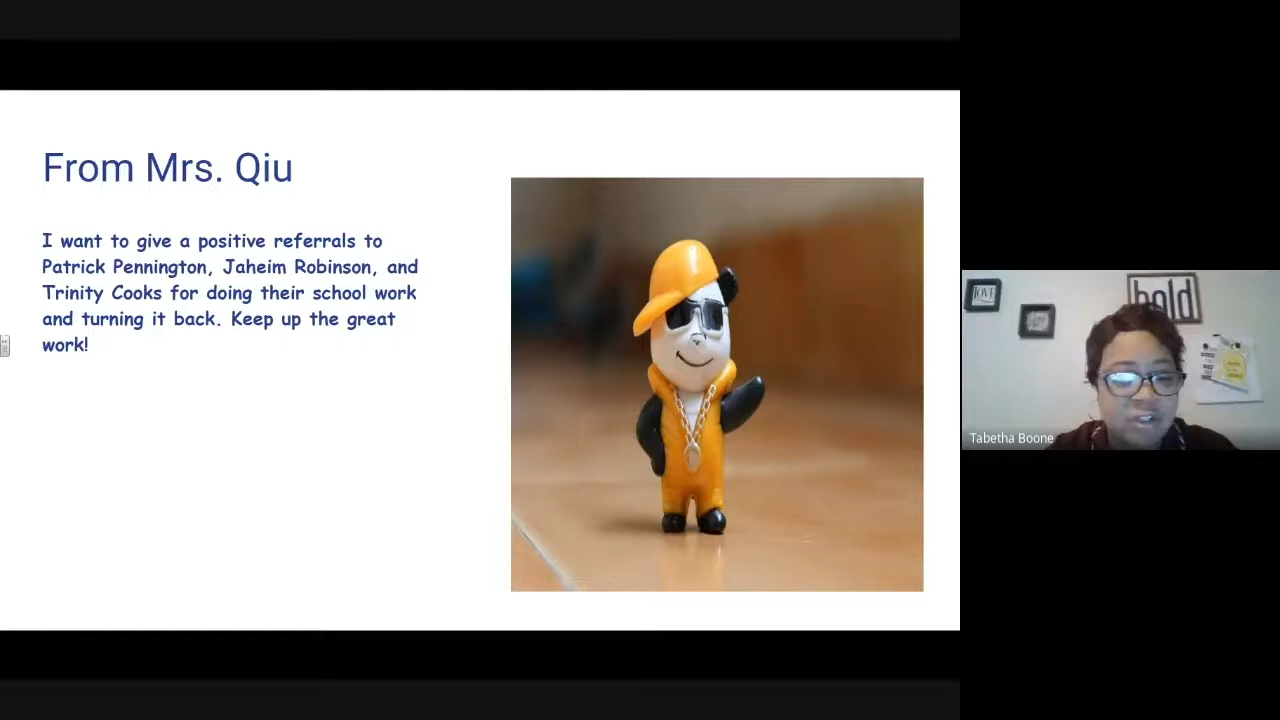 From Mrs. Qiu
I want to give a positive referrals to
Patrick Pennington, Jaheim Robinson, and
Trinity Cooks for doing their school work
and turning it back. Keep up the great
work!
bold
LOVE
Tabetha Boone